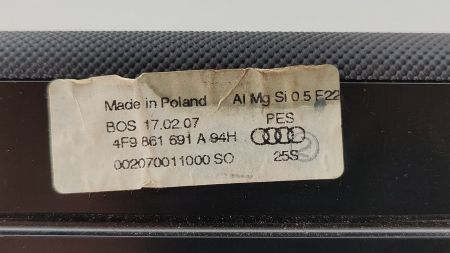 Made in Poland Al Mg Si 0.5 F22
BOS 17.02.07 PES
4F9 861 691 A 94H
002070011000 SO 25S